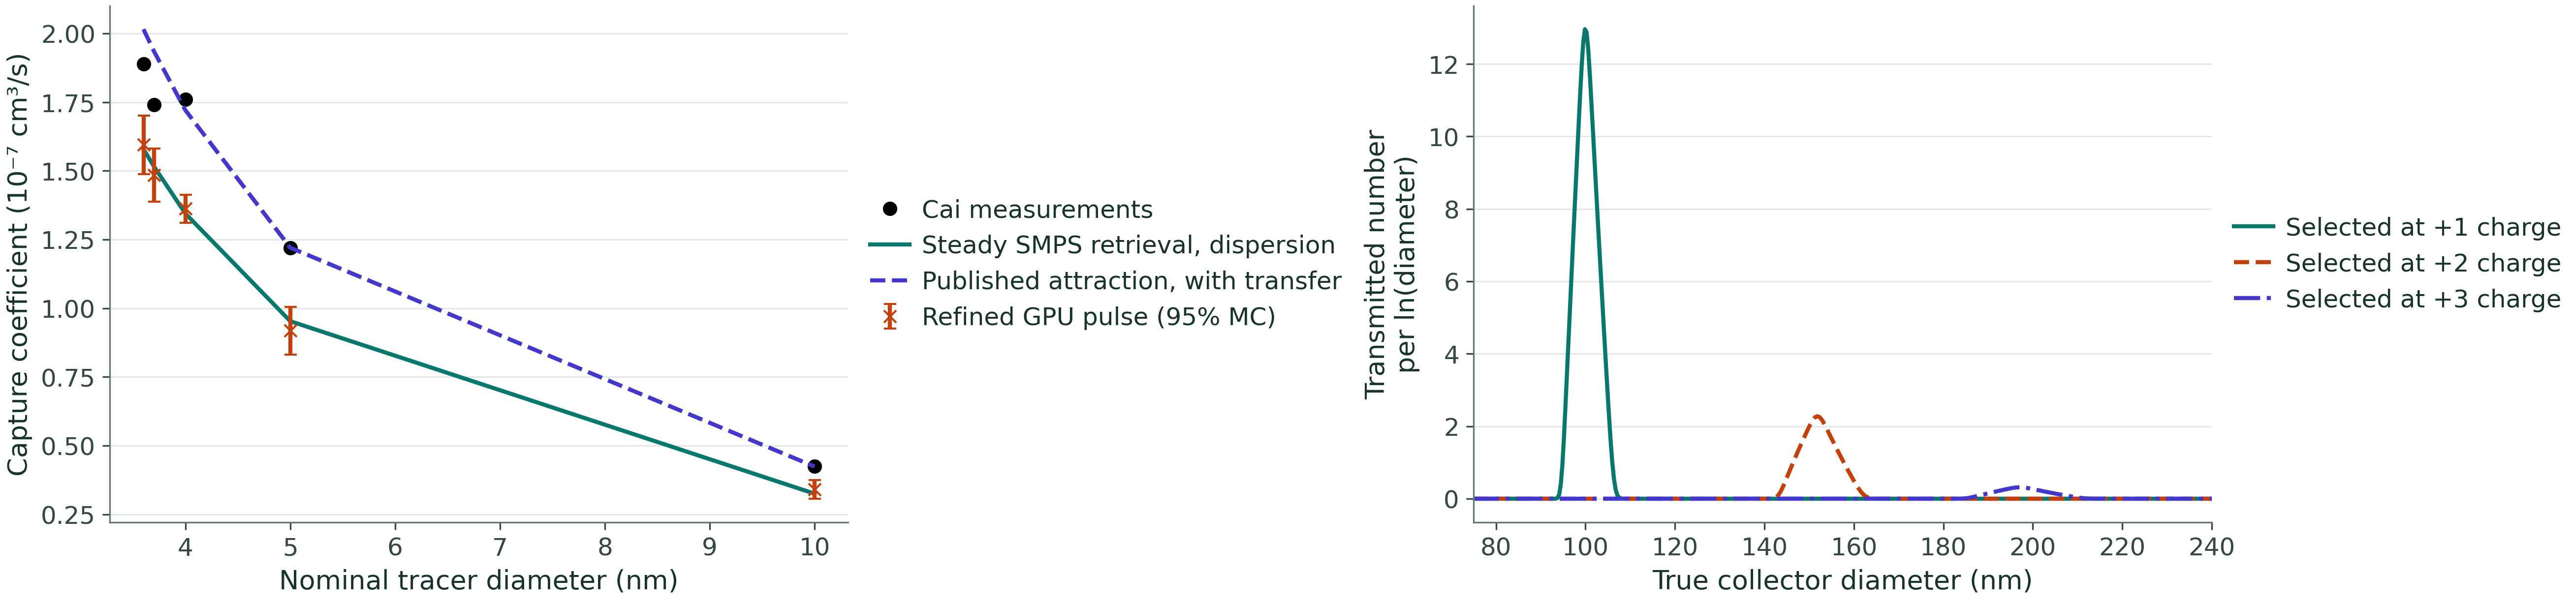 Capture coefficient (10⁻⁷ cm³/s)
2.00
1.75
1.50
1.25
1.00
0.75
0.50
0.25
4 5 6 7 8 9 10
Nominal tracer diameter (nm)
Cai measurements
Steady SMPS retrieval, dispersion
Published attraction, with transfer
Refined GPU pulse (95% MC)
Transmitted number
per ln(diameter)
12
10
8
6
4
2
0
80 100 120 140 160 180 200 220 240
True collector diameter (nm)
Selected at +1 charge
Selected at +2 charge
Selected at +3 charge